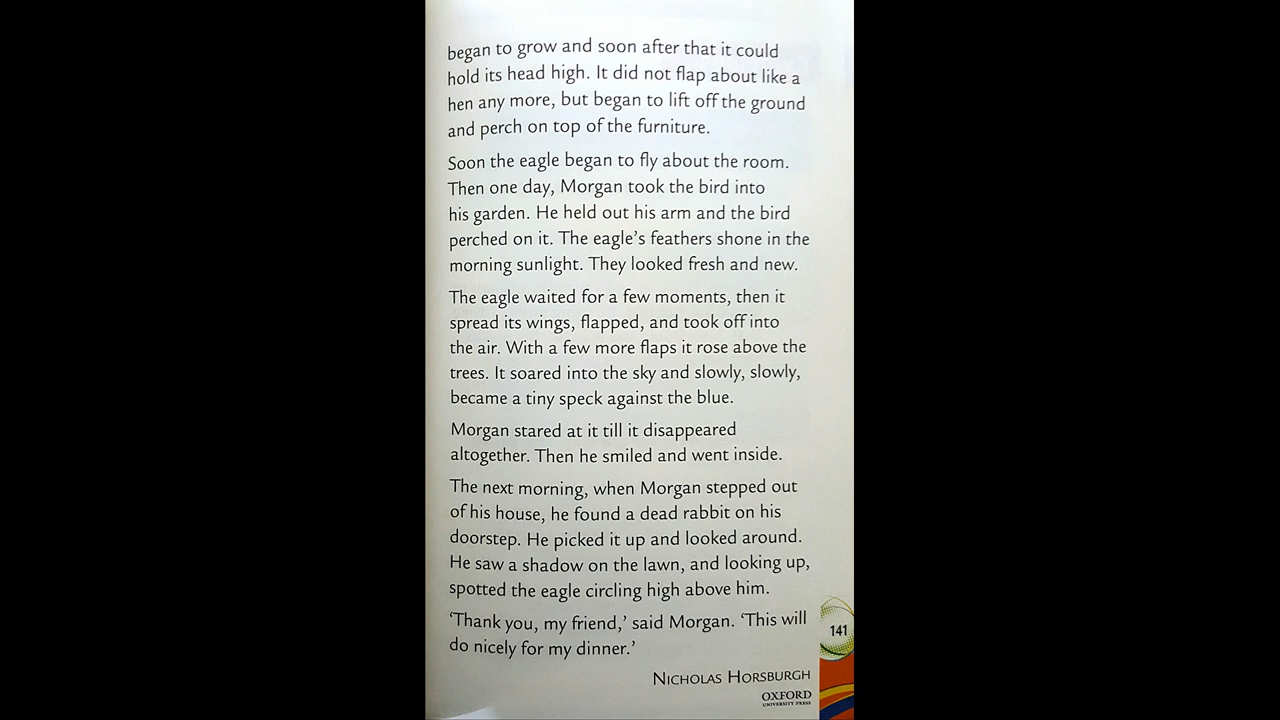 began to grow and soon after that it could
hold its head high. It did not flap about like a
hen any more, but began to lift off the ground
and perch on top of the furniture.
Soon the eagle began to fly about the room.
Then one day, Morgan took the bird into
his garden. He held out his arm and the bird
perched on it. The eagle’s feathers shone in the
morning sunlight. They looked fresh and new.
The eagle waited for a few moments, then it
spread its wings, flapped, and took off into
the air. With a few more flaps it rose above the
trees. It soared into the sky and slowly, slowly,
became a tiny speck against the blue.
Morgan stared at it till it disappeared
altogether. Then he smiled and went inside.
The next morning, when Morgan stepped out
of his house, he found a dead rabbit on his
doorstep. He picked it up and looked around.
He saw a shadow on the lawn, and looking up,
spotted the eagle circling high above him.
‘Thank you, my friend,’ said Morgan. ‘This will
do nicely for my dinner.’
141
NICHOLAS HORSBURGH
OXFORD
UNIVERSITY PRESS